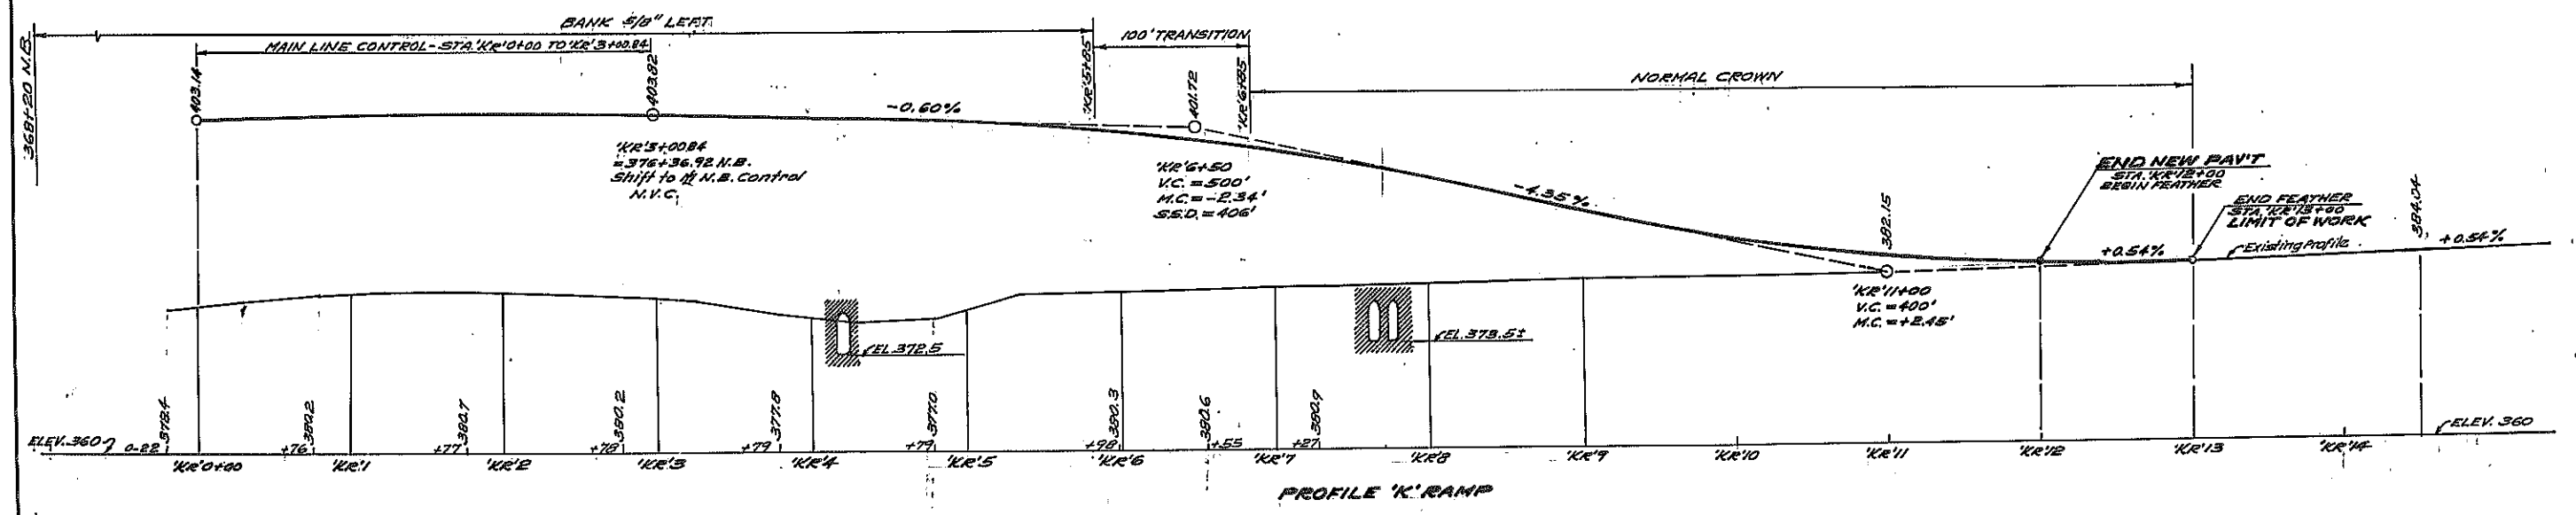 BANK 5/8" LEFT
368+20 N.B.
MAIN LINE CONTROL-STA.'KR'0+00 TO 'KR'3+00.84
100' TRANSITION
'KR'5+85
'KR'6+85
NORMAL CROWN
403.14
403.82
-0.60%
401.72
'KR'3+00.84
=376+36.92 N.B.
Shift to N.B. Control
N.V.C.
'KR'6+50
V.C.=500'
M.C.=-2.34'
S.S.D.=406'
-4.35%
382.15
END NEW PAV'T
STA.'KR'12+00
BEGIN FEATHER
END FEATHER
STA.'KR'13+00
LIMIT OF WORK
Existing Profile
384.04
+0.54%
+0.54%
'KR'11+00
V.C.=400'
M.C.=+2.45'
EL.372.5
EL.373.5±
378.4
380.2
380.7
380.2
377.8
377.0
380.3
380.6
380.9
ELEV.360
0-22
+76
+77
+78
+79
+79
+98
+55
+27
ELEV.360
'KR'0+00
'KR'1
'KR'2
'KR'3
'KR'4
'KR'5
'KR'6
'KR'7
'KR'8
'KR'9
'KR'10
'KR'11
'KR'12
'KR'13
'KR'14
PROFILE 'K' RAMP